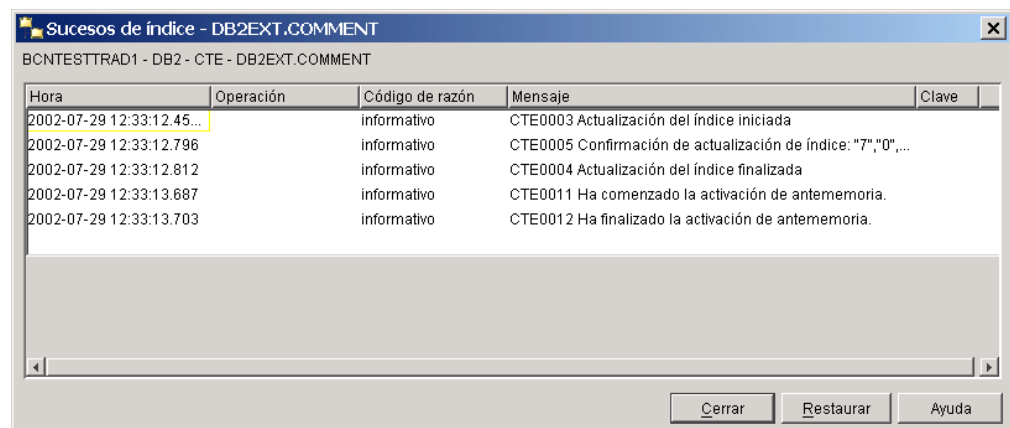 Sucesos de índice - DB2EXT.COMMENT
BCNTESTTRAD1 - DB2 - CTE - DB2EXT.COMMENT
Hora Operación Código de razón Mensaje Clave
2002-07-29 12:33:12.45... informativo CTE0003 Actualización del índice iniciada
2002-07-29 12:33:12.796 informativo CTE0005 Confirmación de actualización de índice: "7","0",...
2002-07-29 12:33:12.812 informativo CTE0004 Actualización del índice finalizada
2002-07-29 12:33:13.687 informativo CTE0011 Ha comenzado la activación de antememoria.
2002-07-29 12:33:13.703 informativo CTE0012 Ha finalizado la activación de antememoria.
Cerrar Restaurar Ayuda